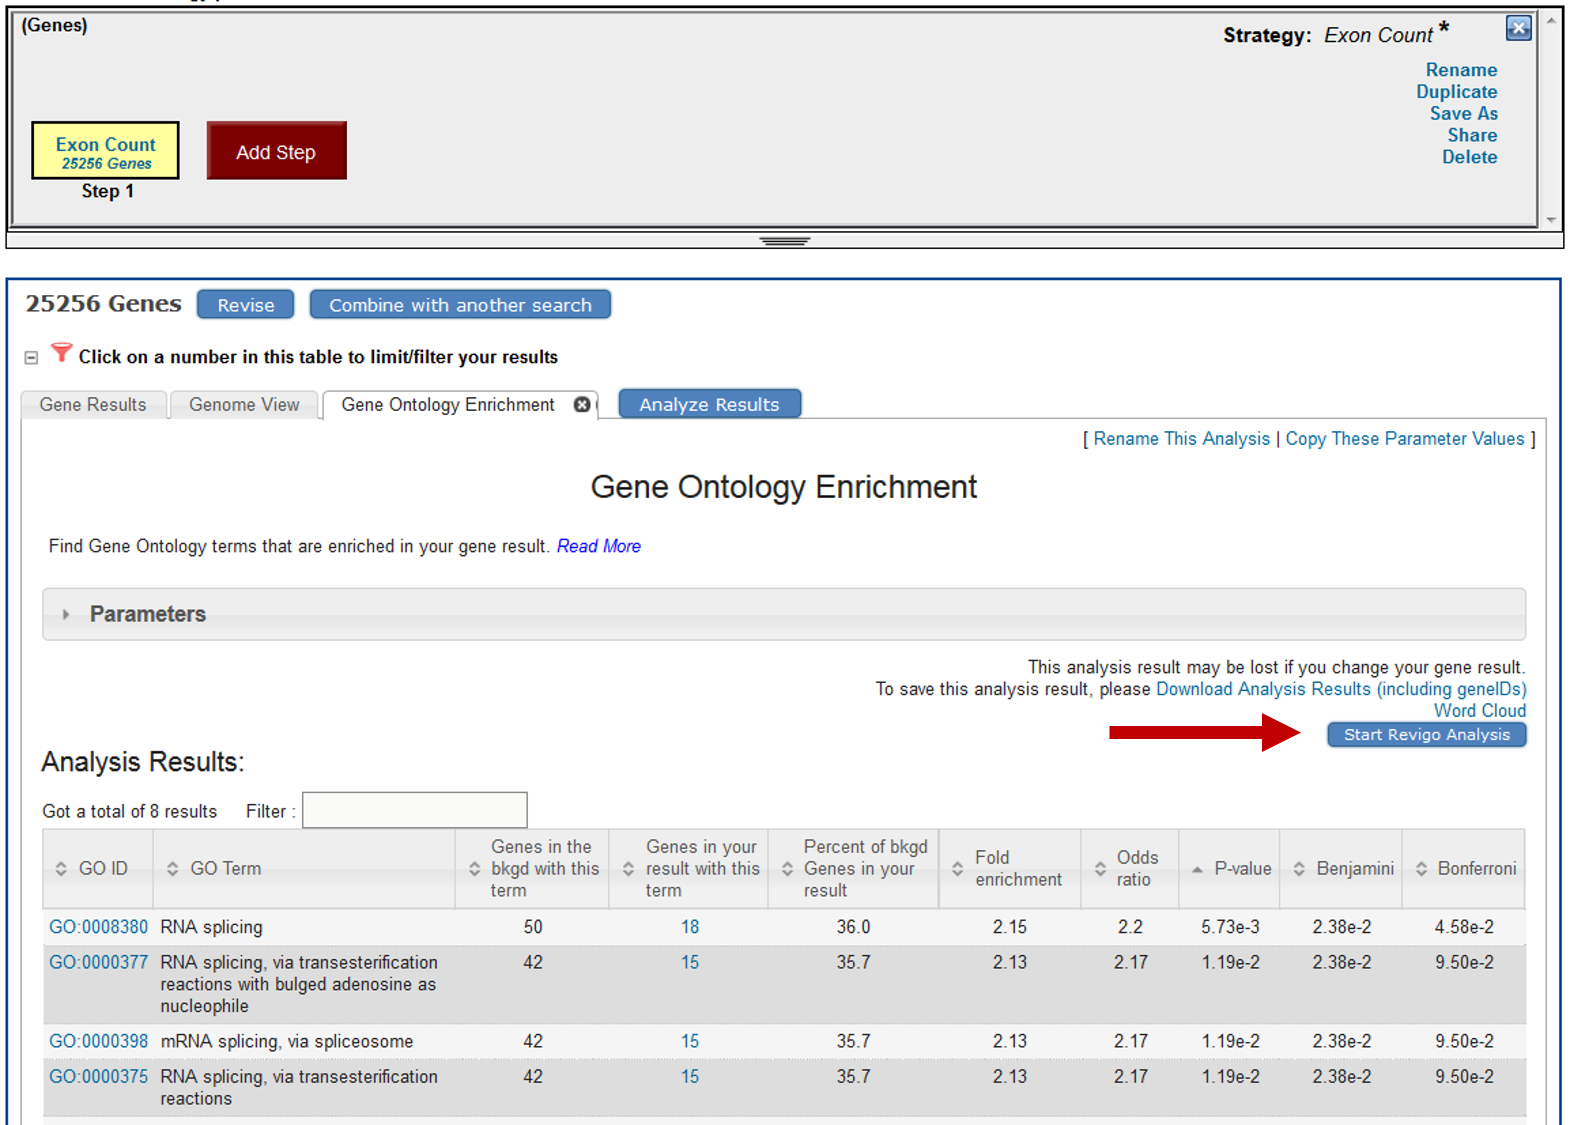 (Genes)
Strategy: Exon Count *
Rename
Duplicate
Save As
Share
Delete
Exon Count
25256 Genes
Step 1
Add Step
25256 Genes Revise Combine with another search
Click on a number in this table to limit/filter your results
Gene Results Genome View Gene Ontology Enrichment Analyze Results
[ Rename This Analysis | Copy These Parameter Values ]
Gene Ontology Enrichment
Find Gene Ontology terms that are enriched in your gene result. Read More
Parameters
This analysis result may be lost if you change your gene result.
To save this analysis result, please Download Analysis Results (including geneIDs)
Word Cloud
Start Revigo Analysis
Analysis Results:
Got a total of 8 results Filter :
GO ID
GO Term
Genes in the
bkgd with this
term
Genes in your
result with this
term
Percent of bkgd
Genes in your
result
Fold
enrichment
Odds
ratio
P-value
Benjamini
Bonferroni
GO:0008380 RNA splicing 50 18 36.0 2.15 2.2 5.73e-3 2.38e-2 4.58e-2
GO:0000377 RNA splicing, via transesterification 42 15 35.7 2.13 2.17 1.19e-2 2.38e-2 9.50e-2
reactions with bulged adenosine as
nucleophile
GO:0000398 mRNA splicing, via spliceosome 42 15 35.7 2.13 2.17 1.19e-2 2.38e-2 9.50e-2
GO:0000375 RNA splicing, via transesterification 42 15 35.7 2.13 2.17 1.19e-2 2.38e-2 9.50e-2
reactions